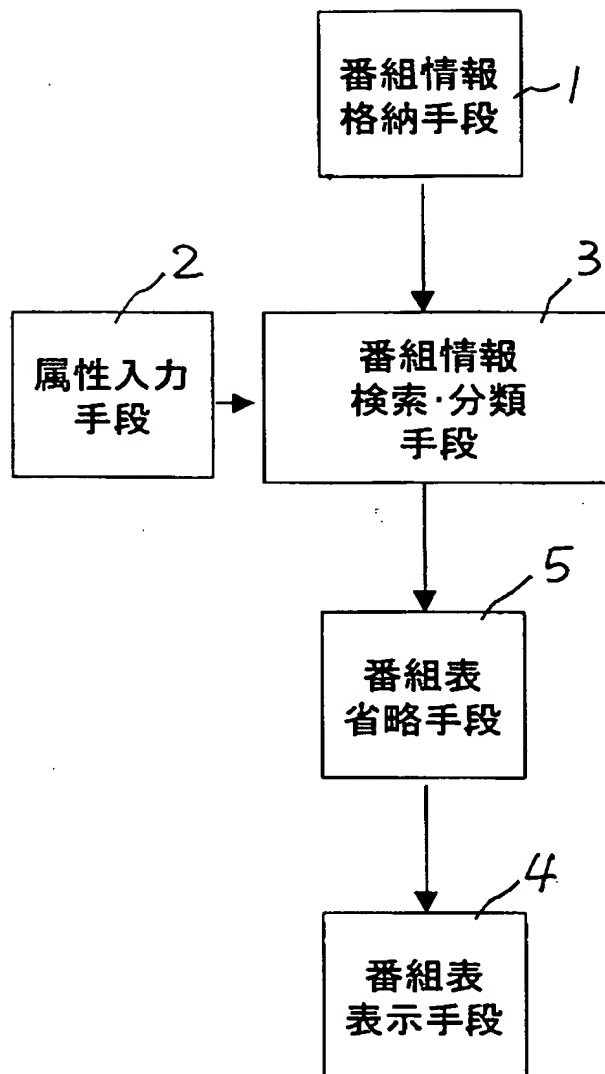 番組情報
格納手段
1
2
属性入力
手段
3
番組情報
検索・分類
手段
5
番組表
省略手段
4
番組表
表示手段